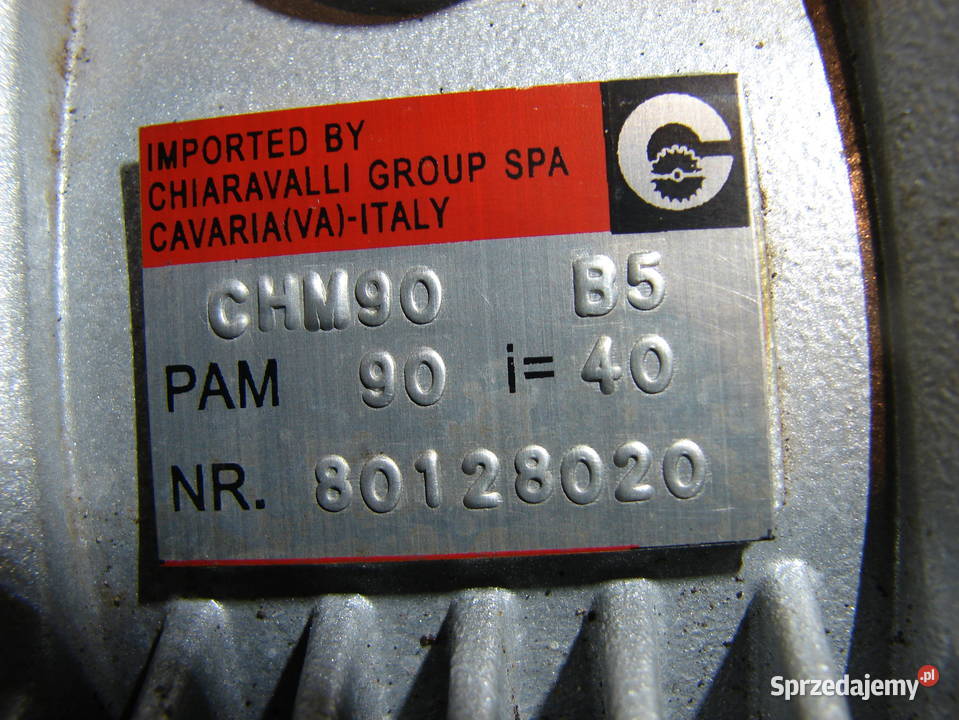 IMPORTED BY
CHIARAVALLI GROUP SPA
CAVARIA(VA)-ITALY
CHM90 B5
PAM 90 i= 40
NR. 80128020
Sprzedajemy.pl